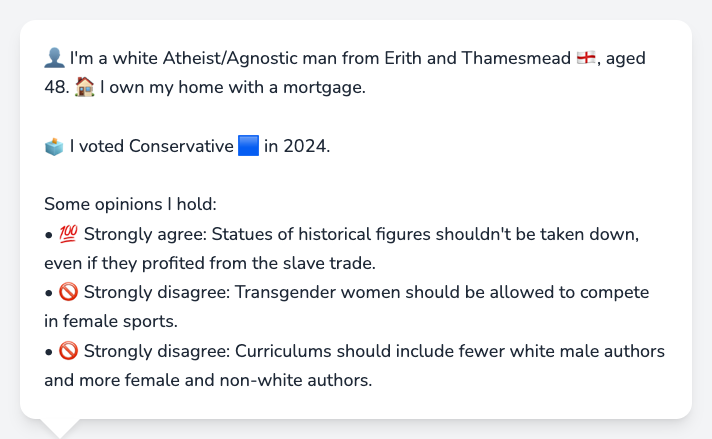 👤 I'm a white Atheist/Agnostic man from Erith and Thamesmead 🏴󠁧󠁢󠁥󠁮󠁧󠁿, aged
48. 🏠 I own my home with a mortgage.
🗳️ I voted Conservative 🟦 in 2024.
Some opinions I hold:
• 💯 Strongly agree: Statues of historical figures shouldn't be taken down,
even if they profited from the slave trade.
• 🚫 Strongly disagree: Transgender women should be allowed to compete
in female sports.
• 🚫 Strongly disagree: Curriculums should include fewer white male authors
and more female and non-white authors.